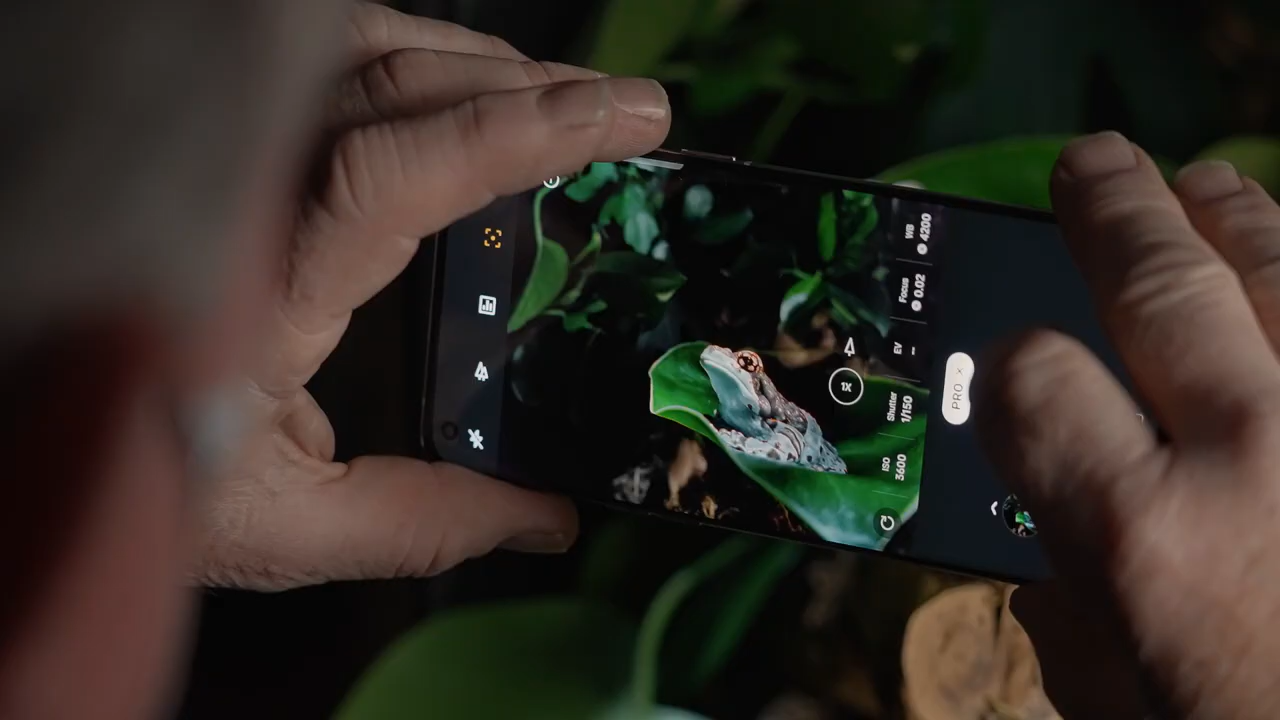 WB
4200
Focus
0.02
EV
-
Shutter
1/150
ISO
3600
1X
PRO ×